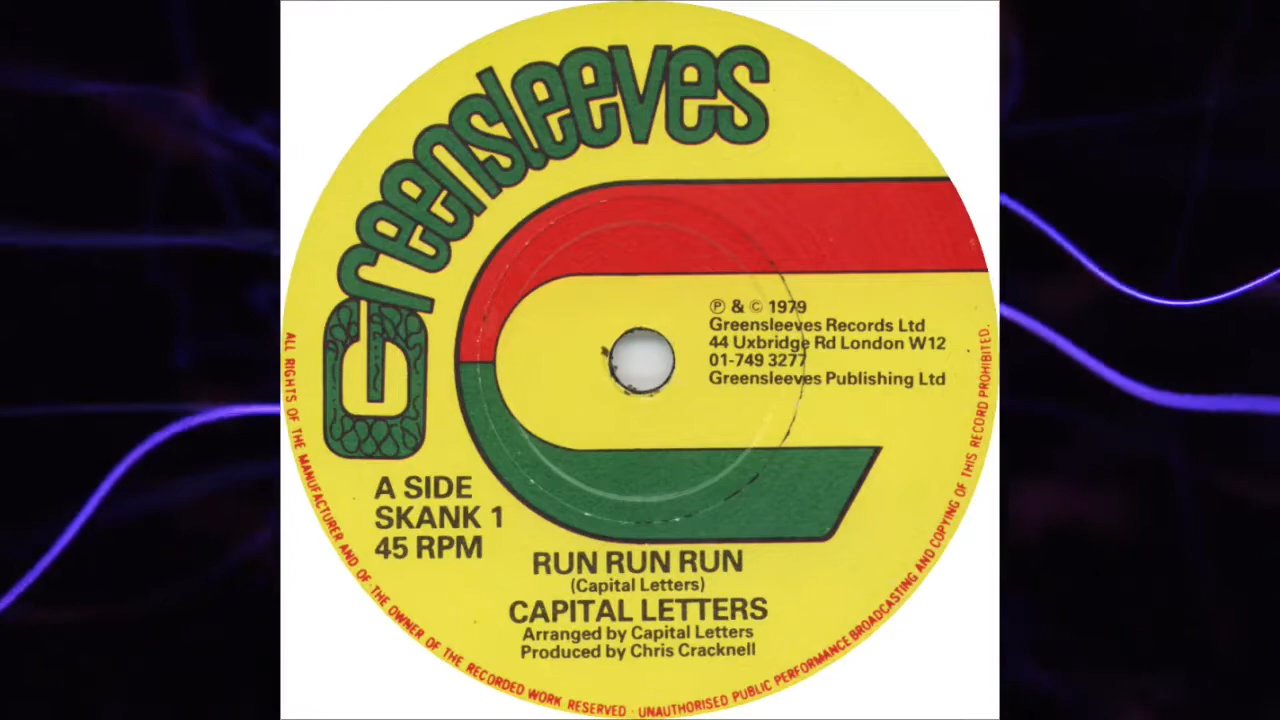 Greensleeves
℗ & © 1979
Greensleeves Records Ltd
44 Uxbridge Rd London W12
01-749 3277
Greensleeves Publishing Ltd
A SIDE
SKANK 1
45 RPM
RUN RUN RUN
(Capital Letters)
CAPITAL LETTERS
Arranged by Capital Letters
Produced by Chris Cracknell
ALL RIGHTS OF THE MANUFACTURER AND OF THE OWNER OF THE RECORDED WORK RESERVED · UNAUTHORISED PUBLIC PERFORMANCE BROADCASTING AND COPYING OF THIS RECORD PROHIBITED.